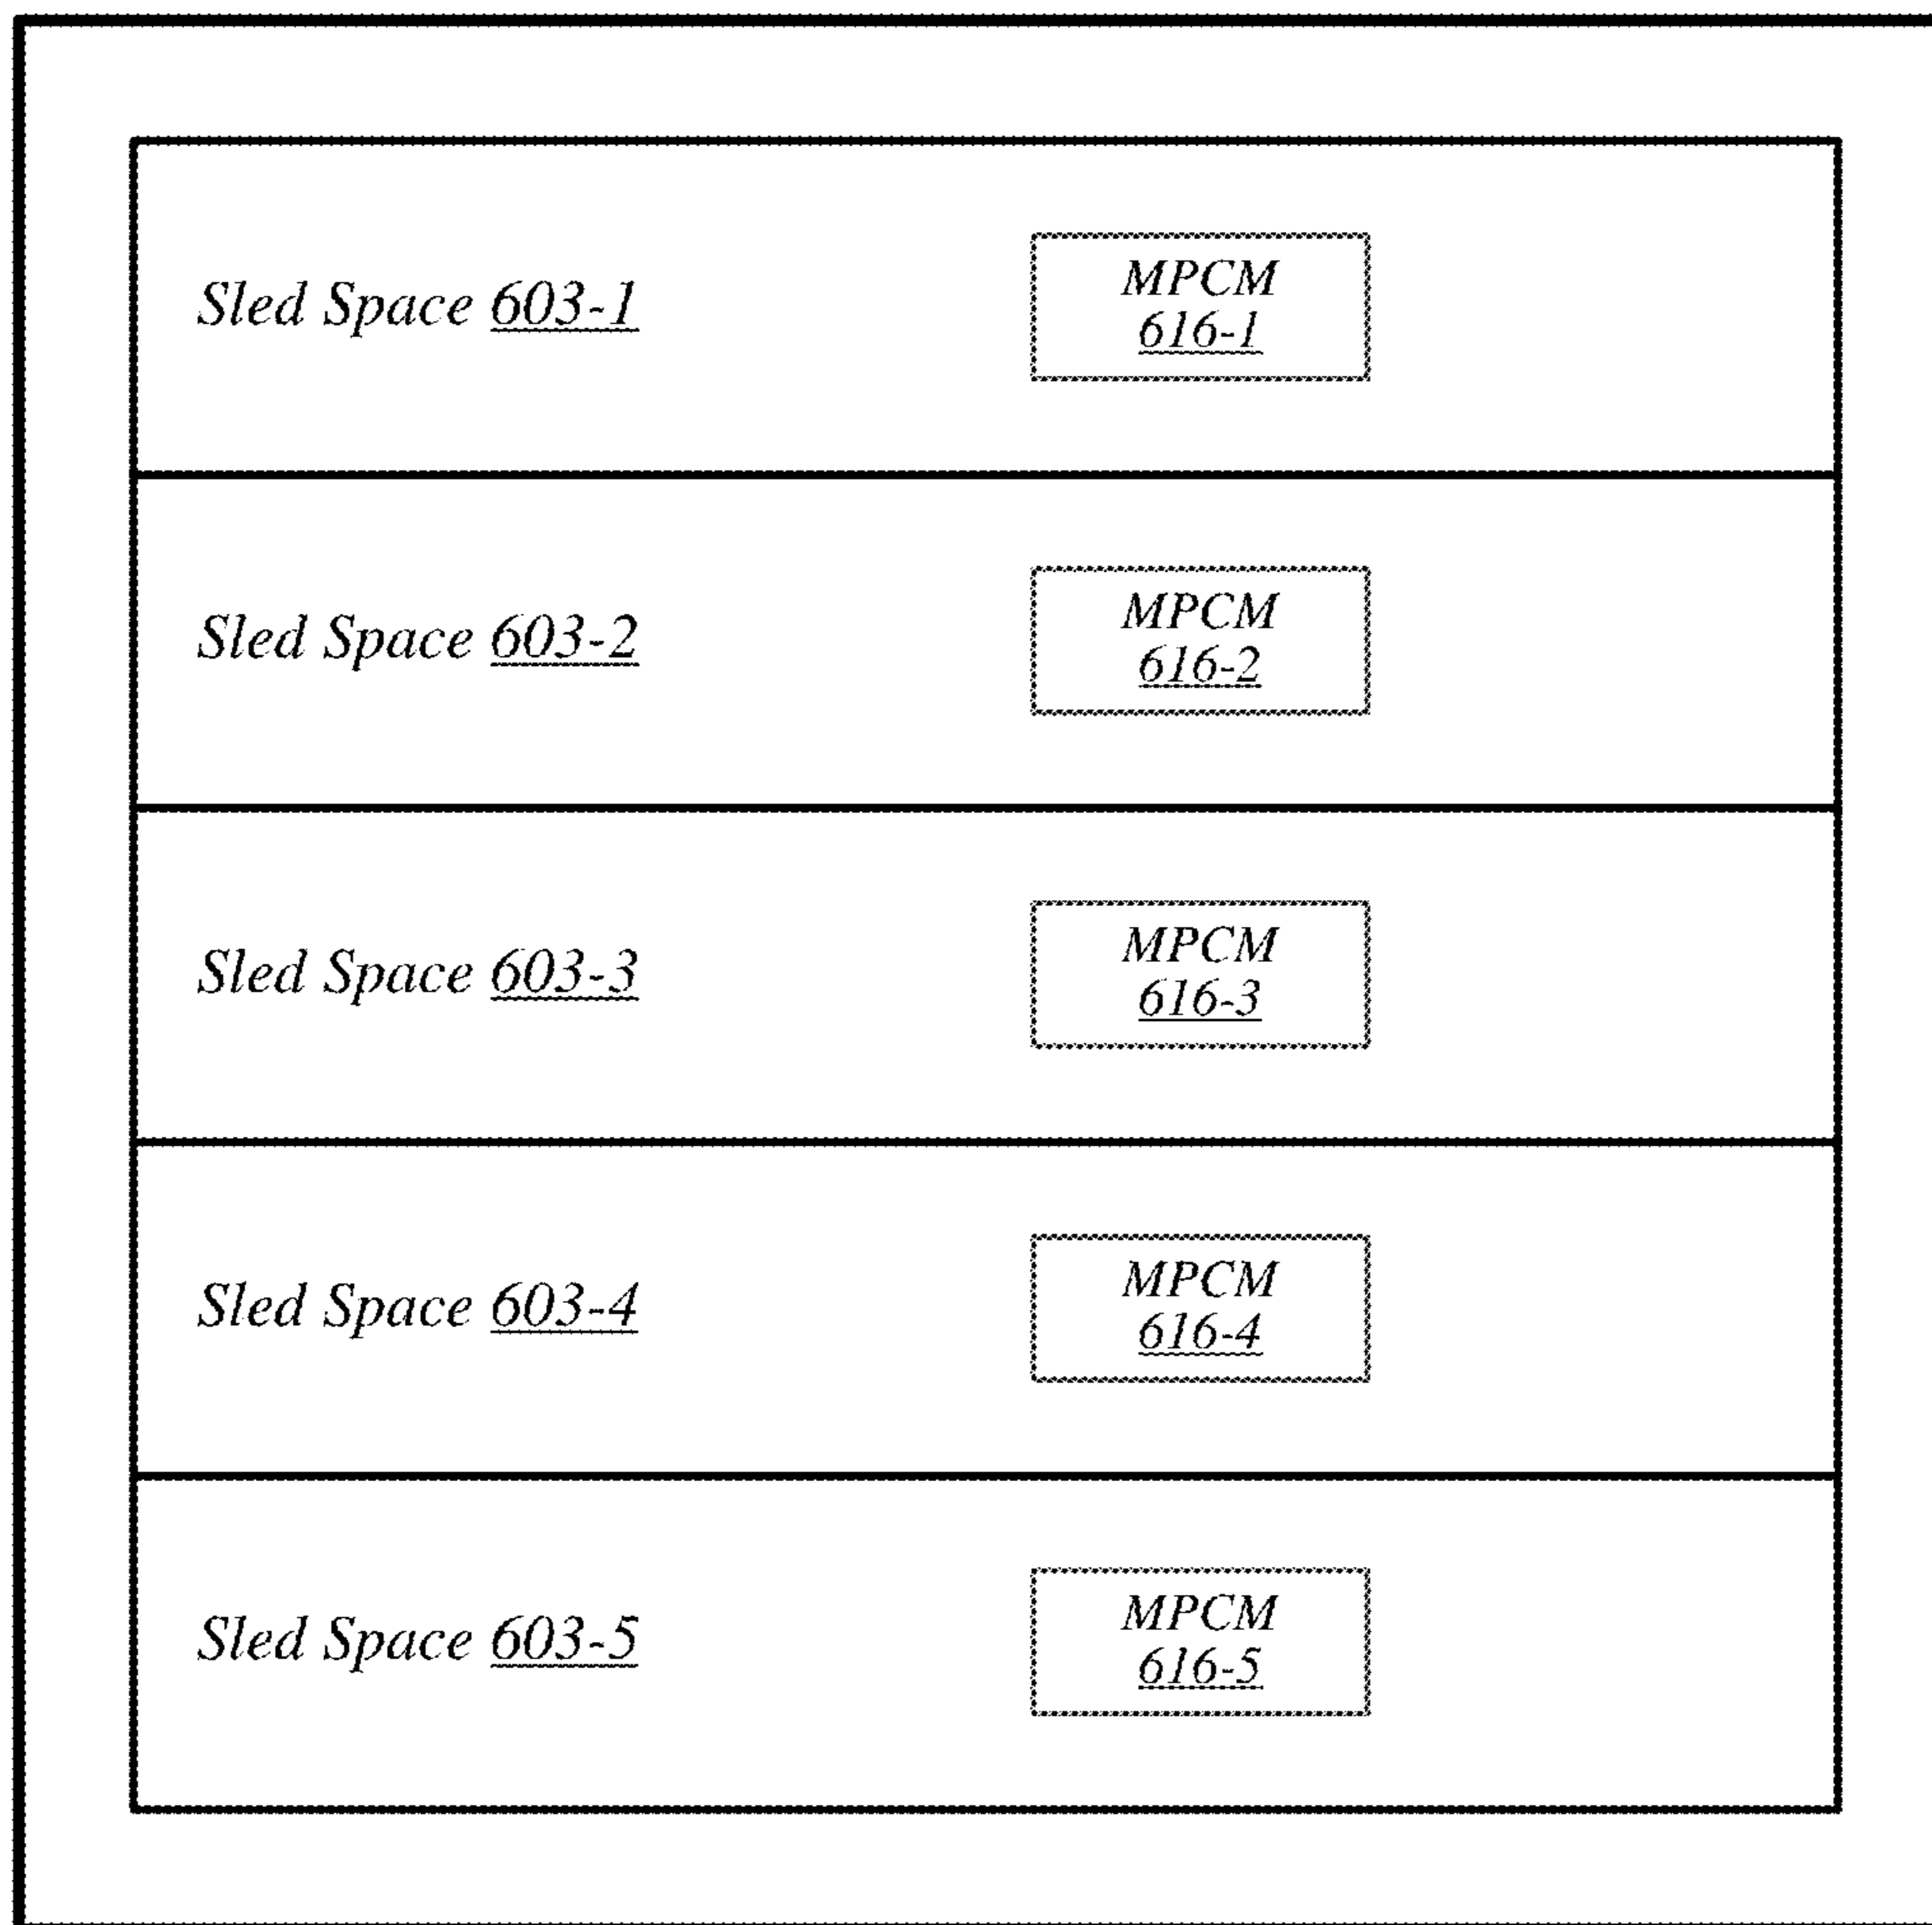 Sled Space 603-1
MPCM
616-1
Sled Space 603-2
MPCM
616-2
Sled Space 603-3
MPCM
616-3
Sled Space 603-4
MPCM
616-4
Sled Space 603-5
MPCM
616-5